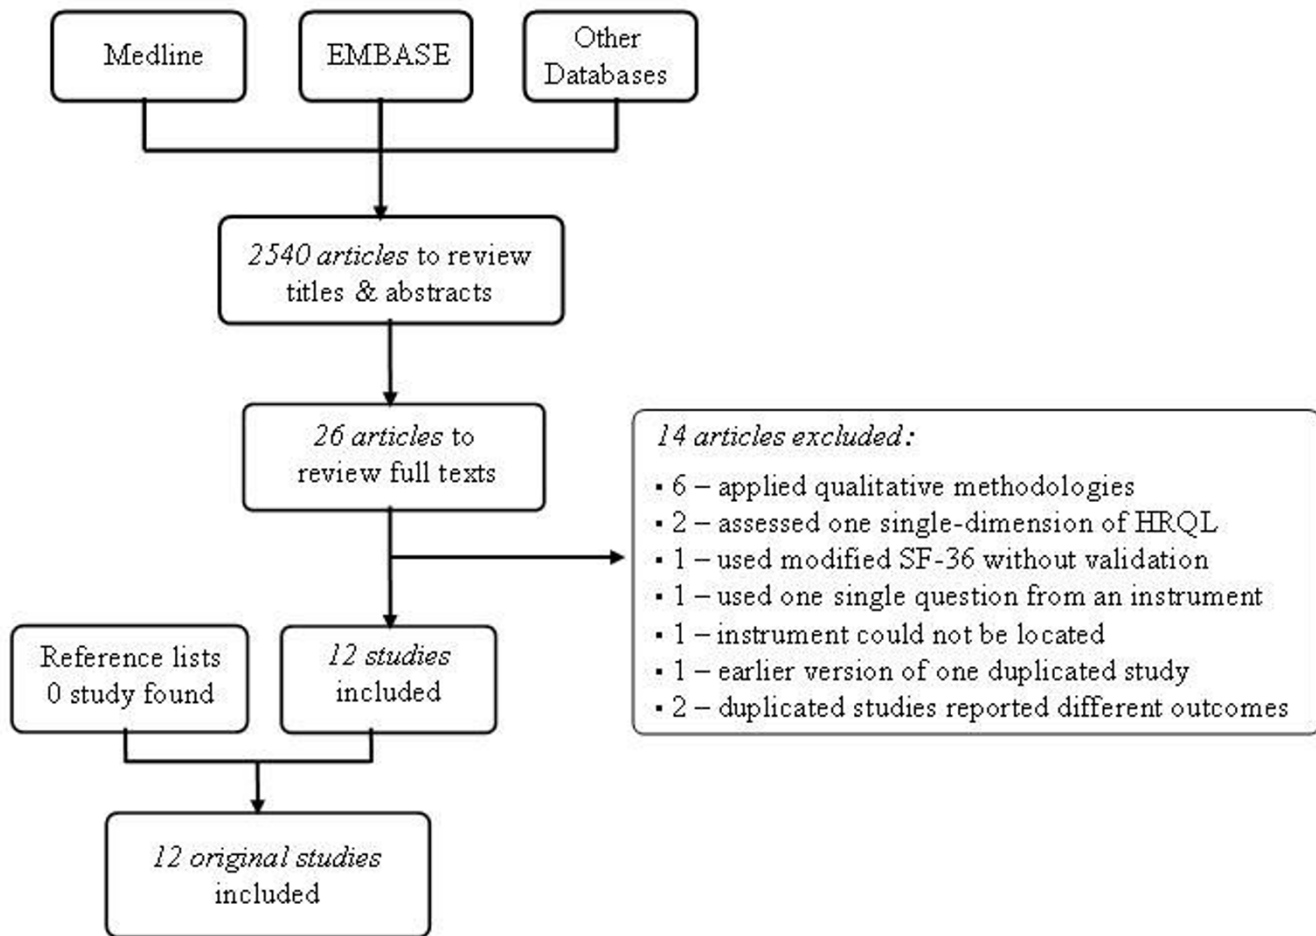 Medline
EMBASE
Other
Databases
2540 articles to review
titles & abstracts
26 articles to
review full texts
14 articles excluded:
▪ 6 – applied qualitative methodologies
▪ 2 – assessed one single-dimension of HRQL
▪ 1 – used modified SF-36 without validation
▪ 1 – used one single question from an instrument
▪ 1 – instrument could not be located
▪ 1 – earlier version of one duplicated study
▪ 2 – duplicated studies reported different outcomes
Reference lists
0 study found
12 studies
included
12 original studies
included